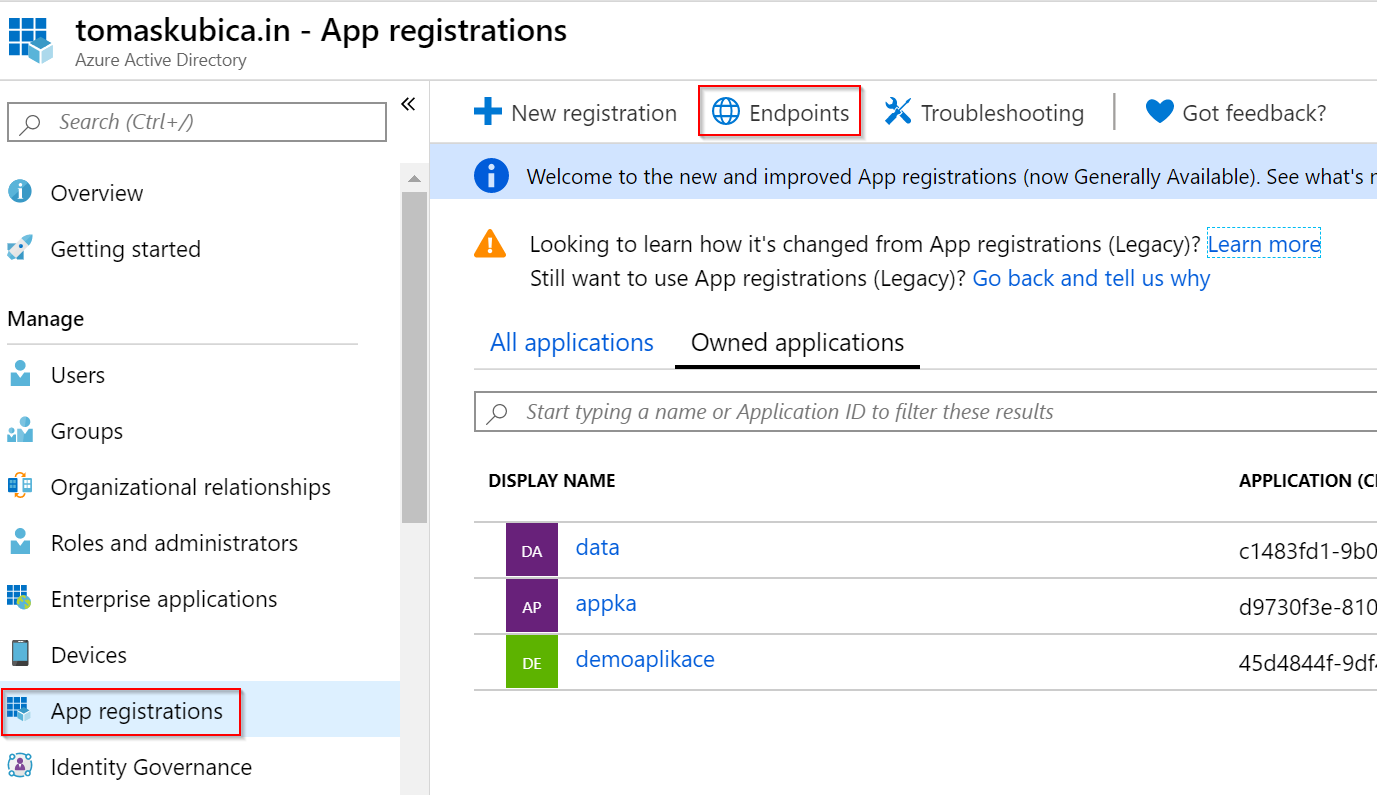 tomaskubica.in - App registrations
Azure Active Directory
Search (Ctrl+/)
Overview
Getting started
Manage
Users
Groups
Organizational relationships
Roles and administrators
Enterprise applications
Devices
App registrations
Identity Governance
New registration
Endpoints
Troubleshooting
Got feedback?
Welcome to the new and improved App registrations (now Generally Available). See what's
Looking to learn how it's changed from App registrations (Legacy)? Learn more
Still want to use App registrations (Legacy)? Go back and tell us why
All applications
Owned applications
Start typing a name or Application ID to filter these results
DISPLAY NAME APPLICATION (C
DA data c1483fd1-9b0
AP appka d9730f3e-810
DE demoaplikace 45d4844f-9df